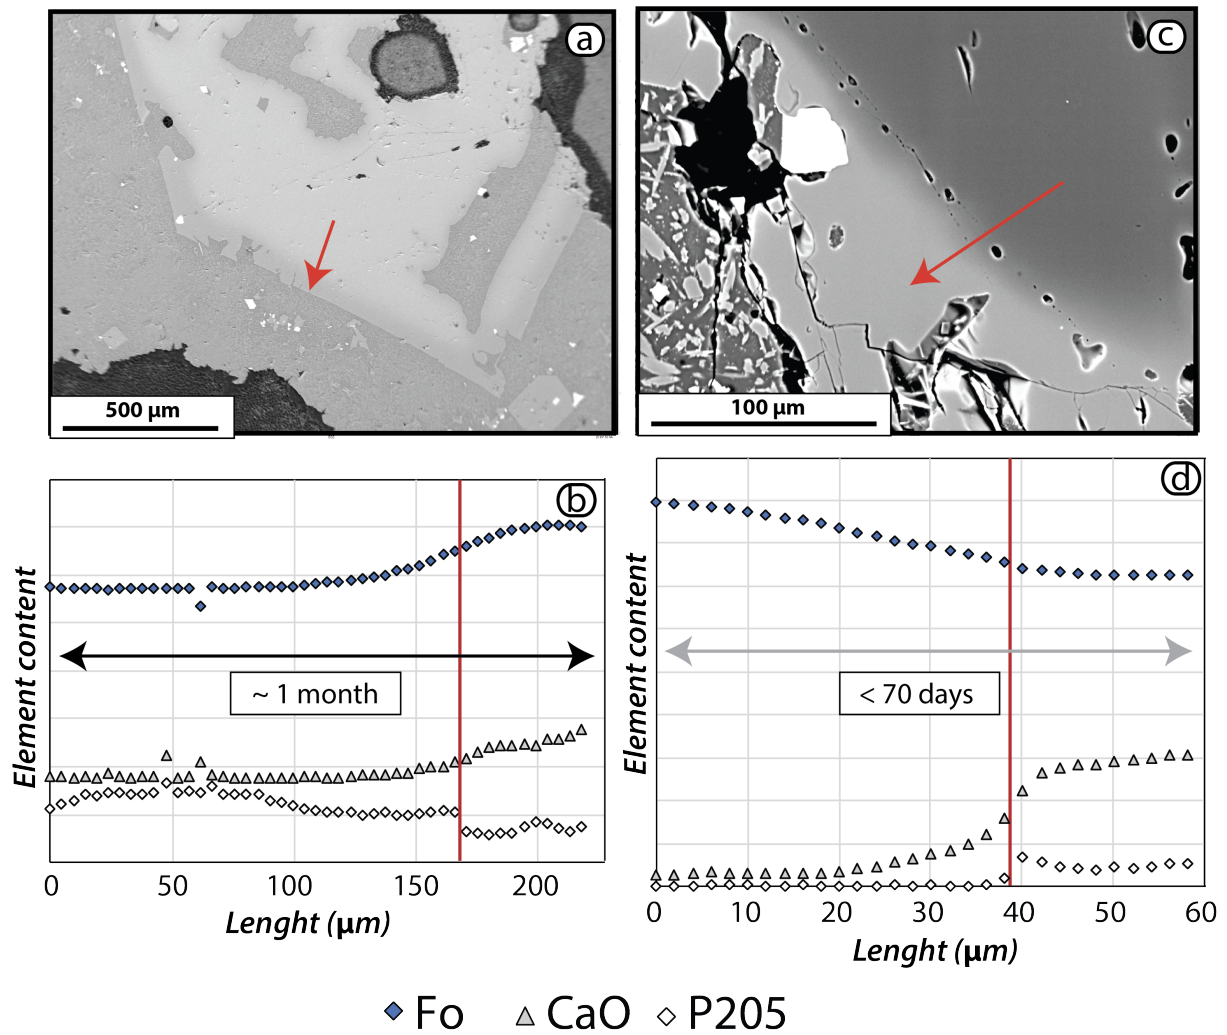 a
500 µm
c
100 µm
b
Element content
~ 1 month
0 50 100 150 200
Lenght (µm)
d
Element content
< 70 days
0 10 20 30 40 50 60
Lenght (µm)
Fo CaO P205